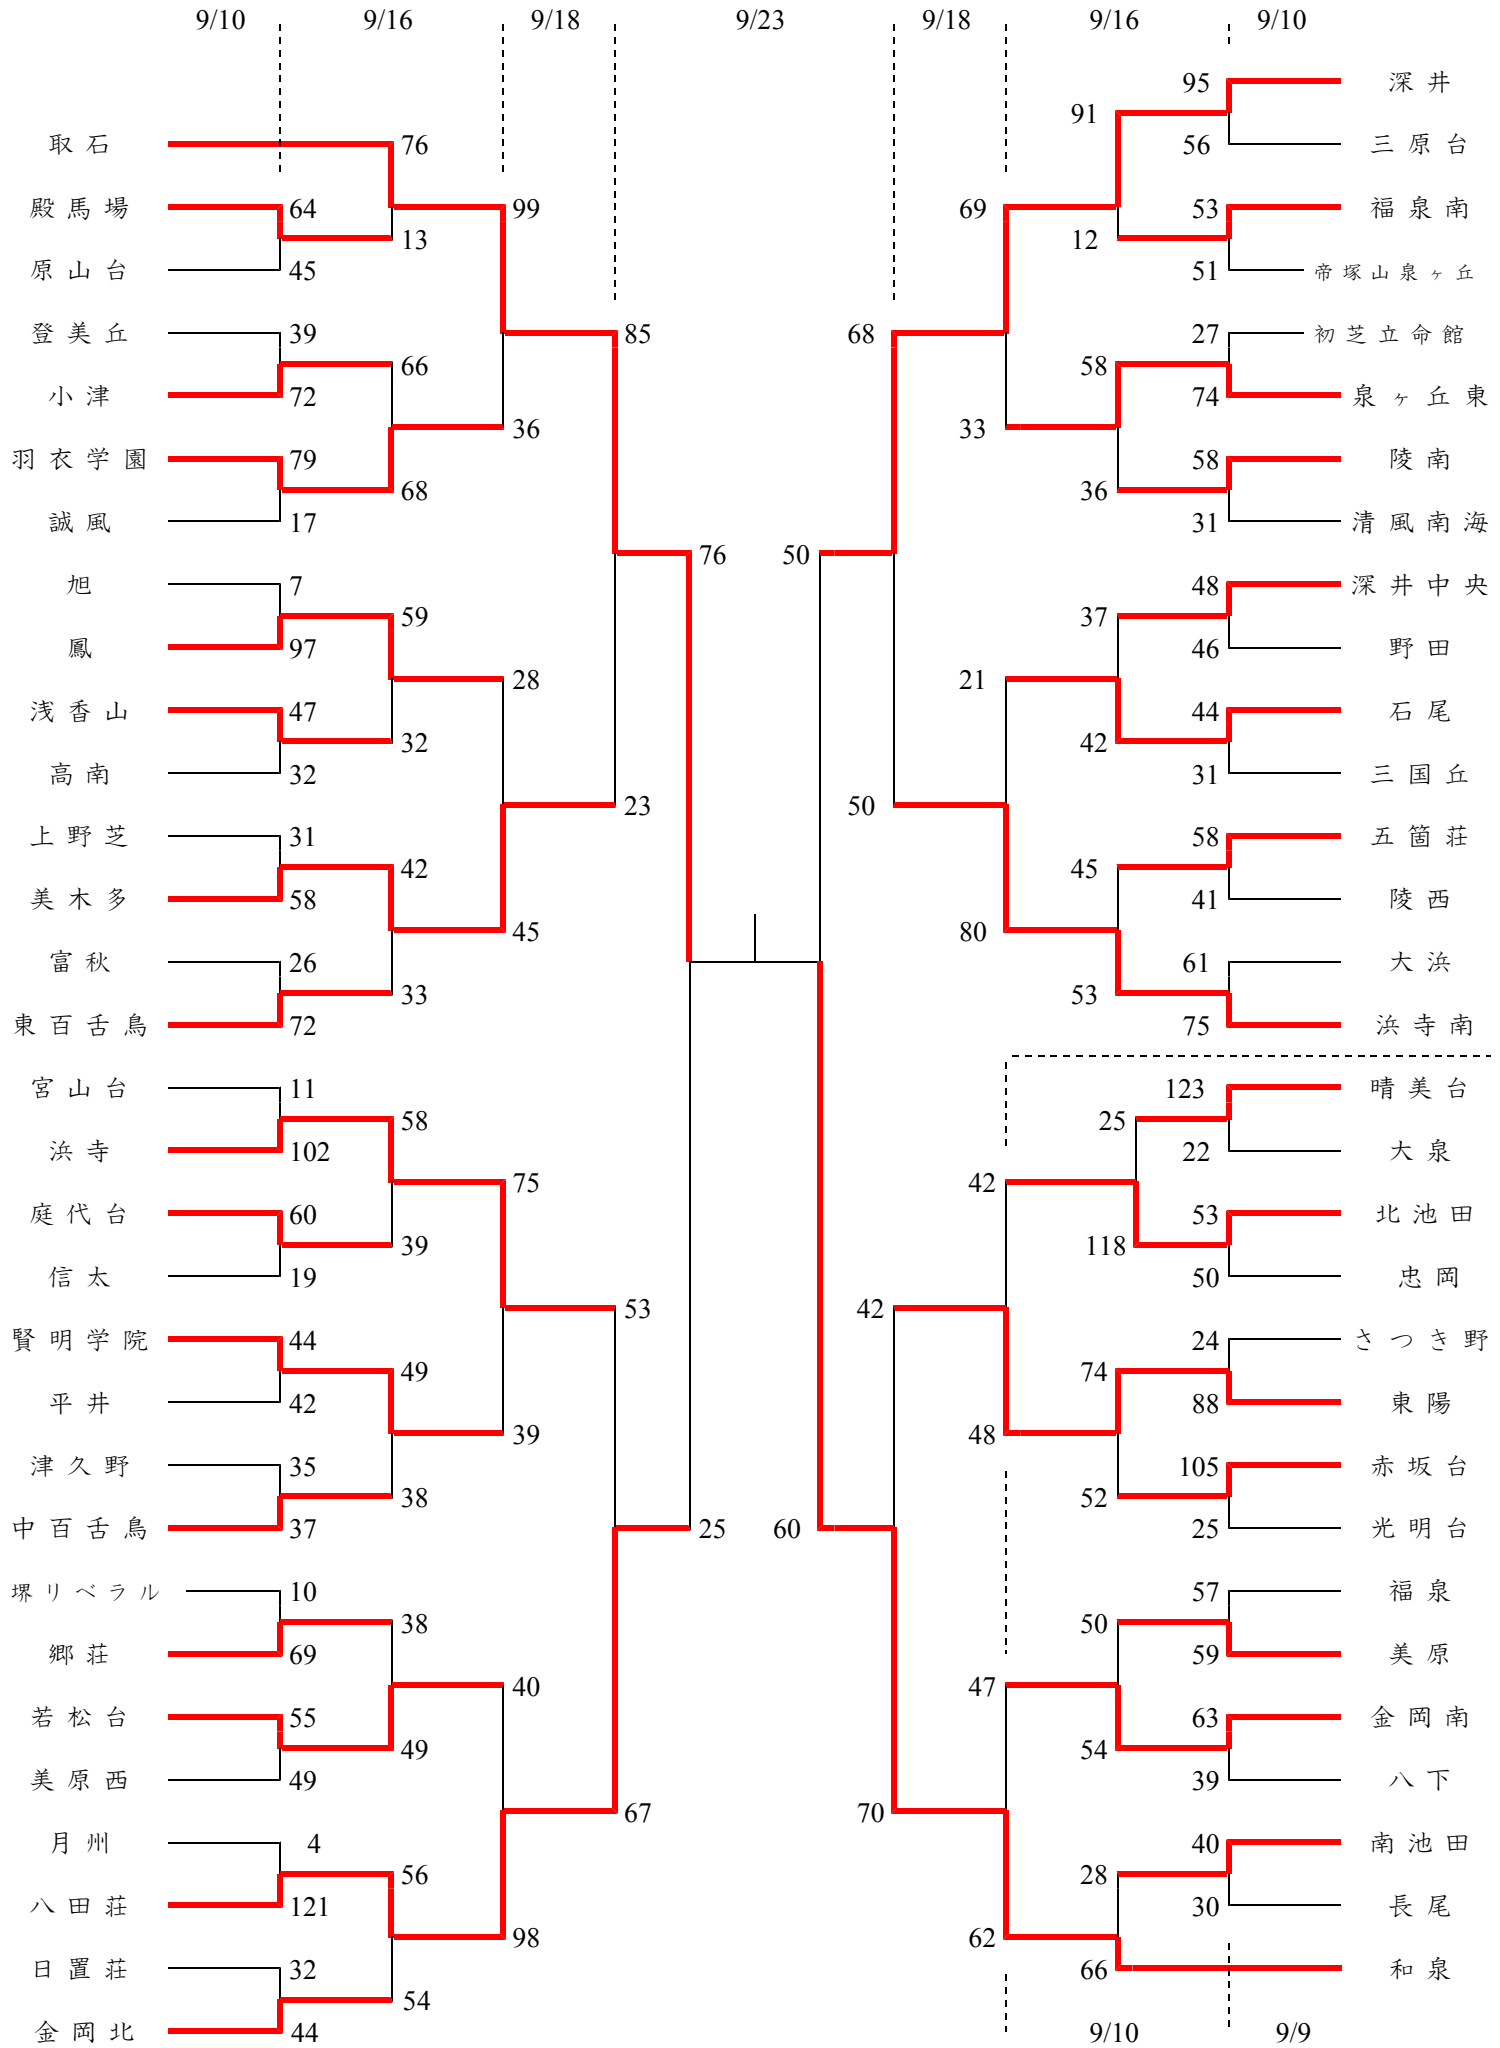 9/10 9/16 9/18 9/23 9/18 9/16 9/10
取石
殿馬場
原山台
登美丘
小津
羽衣学園
誠風
旭
鳳
浅香山
高南
上野芝
美木多
富秋
東百舌鳥
宮山台
浜寺
庭代台
信太
賢明学院
平井
津久野
中百舌鳥
堺リベラル
郷荘
若松台
美原西
月州
八田荘
日置荘
金岡北
64
45
39
72
79
17
7
97
47
32
31
58
26
72
11
102
60
19
44
42
35
37
10
69
55
49
4
121
32
44
76
13
66
68
59
32
42
33
58
39
49
38
38
49
56
54
99
36
28
45
75
39
40
98
85
23
53
67
76
25
50
60
68
50
42
70
69
33
21
80
42
48
47
62
91
12
58
36
37
42
45
53
25
118
74
52
50
54
28
66
95
56
53
51
27
74
58
31
48
46
44
31
58
41
61
75
123
22
53
50
24
88
105
25
57
59
63
39
40
30
深井
三原台
福泉南
帝塚山泉ヶ丘
初芝立命館
泉ヶ丘東
陵南
清風南海
深井中央
野田
石尾
三国丘
五箇荘
陵西
大浜
浜寺南
晴美台
大泉
北池田
忠岡
さつき野
東陽
赤坂台
光明台
福泉
美原
金岡南
八下
南池田
長尾
和泉
9/10 9/9